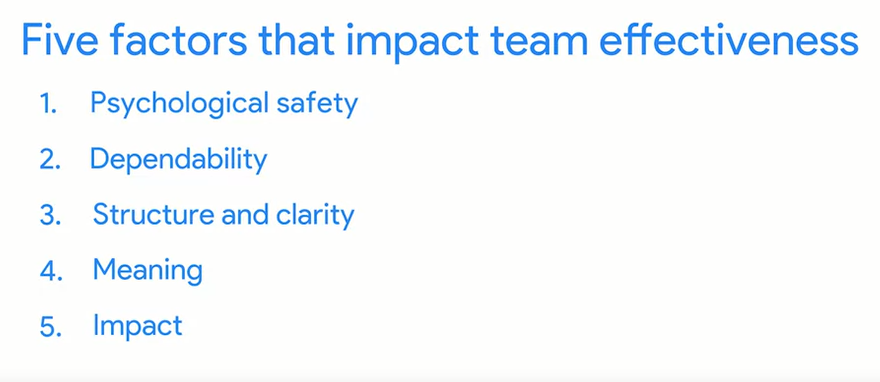 Five factors that impact team effectiveness
1. Psychological safety
2. Dependability
3. Structure and clarity
4. Meaning
5. Impact